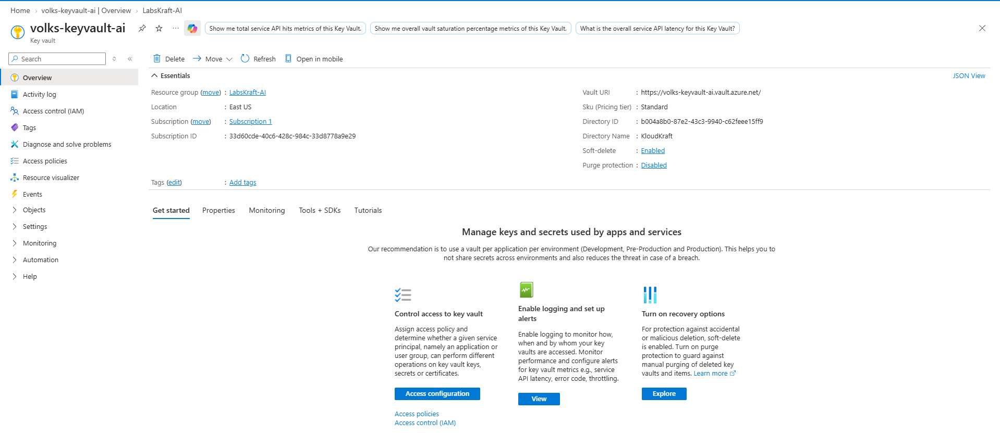 Home > volks-keyvault-ai | Overview > LabsKraft-AI
volks-keyvault-ai
Key vault
Show me total service API hits metrics of this Key Vault.
Show me overall vault saturation percentage metrics of this Key Vault.
What is the overall service API latency for this Key Vault?
Search
Overview
Activity log
Access control (IAM)
Tags
Diagnose and solve problems
Access policies
Resource visualizer
Events
Objects
Settings
Monitoring
Automation
Help
Delete
Move
Refresh
Open in mobile
Essentials
JSON View
Resource group (move) : LabsKraft-AI
Location : East US
Subscription (move) : Subscription 1
Subscription ID : 33d60cde-40c6-428c-984c-33d8778a9e29
Vault URI : https://volks-keyvault-ai.vault.azure.net/
Sku (Pricing tier) : Standard
Directory ID : b004a8b0-87e2-43c3-9940-c62feee15ff9
Directory Name : KloudKraft
Soft-delete : Enabled
Purge protection : Disabled
Tags (edit) : Add tags
Get started
Properties
Monitoring
Tools + SDKs
Tutorials
Manage keys and secrets used by apps and services
Our recommendation is to use a vault per application per environment (Development, Pre-Production and Production). This helps you to
not share secrets across environments and also reduces the threat in case of a breach.
Control access to key vault
Assign access policy and
determine whether a given service
principal, namely an application or
user group, can perform different
operations on key vault keys,
secrets or certificates.
Access configuration
Access policies
Access control (IAM)
Enable logging and set up
alerts
Enable logging to monitor how,
when and by whom your key
vaults are accessed. Monitor
performance and configure alerts
for key vault metrics e.g., service
API latency, error code, throttling.
View
Turn on recovery options
For protection against accidental
or malicious deletion, soft-delete
is enabled. Turn on purge
protection to guard against
manual purging of deleted key
vaults and items. Learn more
Explore